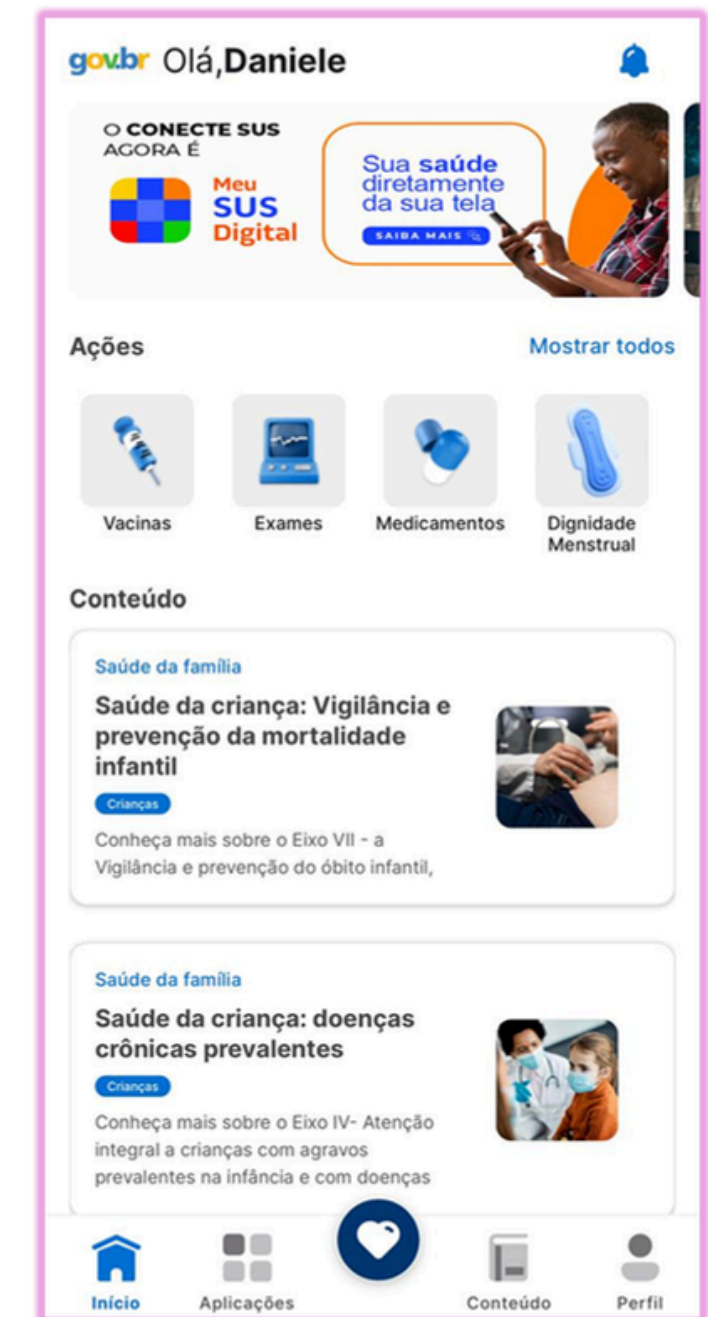 gov.br Olá,Daniele
O CONECTE SUS
AGORA É
Meu
SUS
Digital
Sua saúde
diretamente
da sua tela
SAIBA MAIS
Ações
Mostrar todos
Vacinas
Exames
Medicamentos
Dignidade
Menstrual
Conteúdo
Saúde da família
Saúde da criança: Vigilância e
prevenção da mortalidade
infantil
Crianças
Conheça mais sobre o Eixo VII - a
Vigilância e prevenção do óbito infantil,
Saúde da família
Saúde da criança: doenças
crônicas prevalentes
Crianças
Conheça mais sobre o Eixo IV- Atenção
integral a crianças com agravos
prevalentes na infância e com doenças
Início
Aplicações
Conteúdo
Perfil